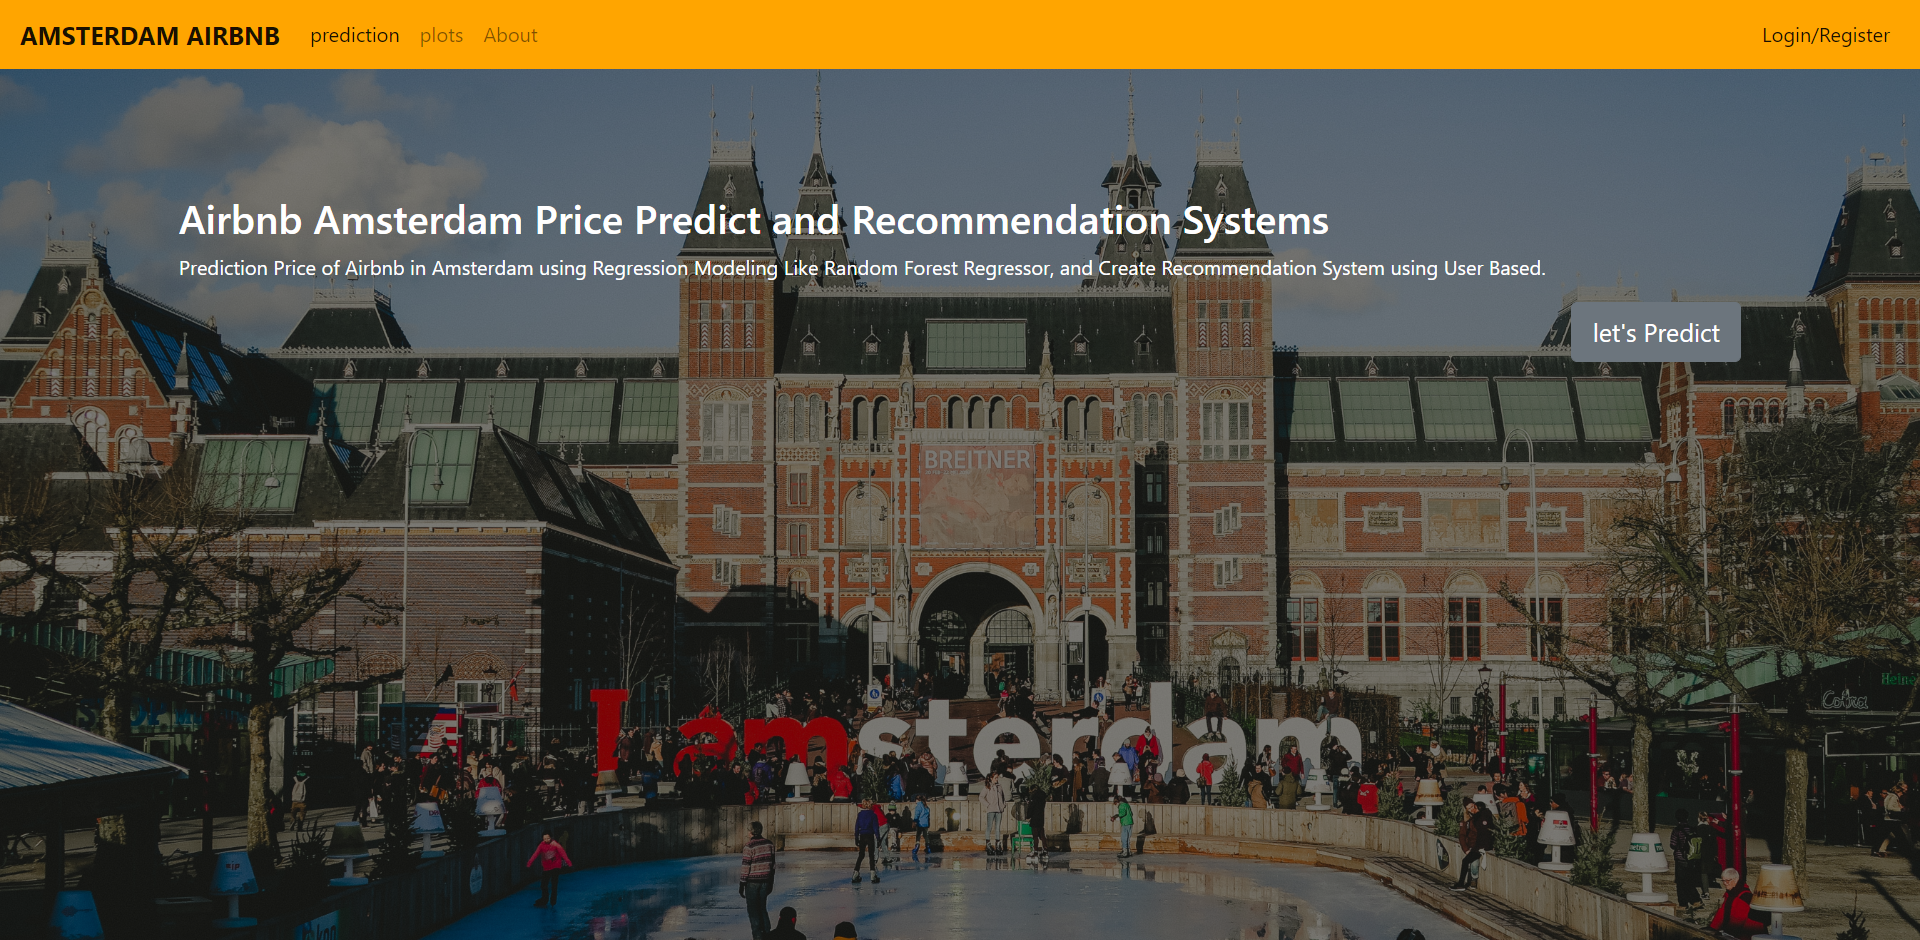 AMSTERDAM AIRBNB prediction plots About Login/Register
Airbnb Amsterdam Price Predict and Recommendation Systems
Prediction Price of Airbnb in Amsterdam using Regression Modeling Like Random Forest Regressor, and Create Recommendation System using User Based.
let's Predict
BREITNER
I amsterdam